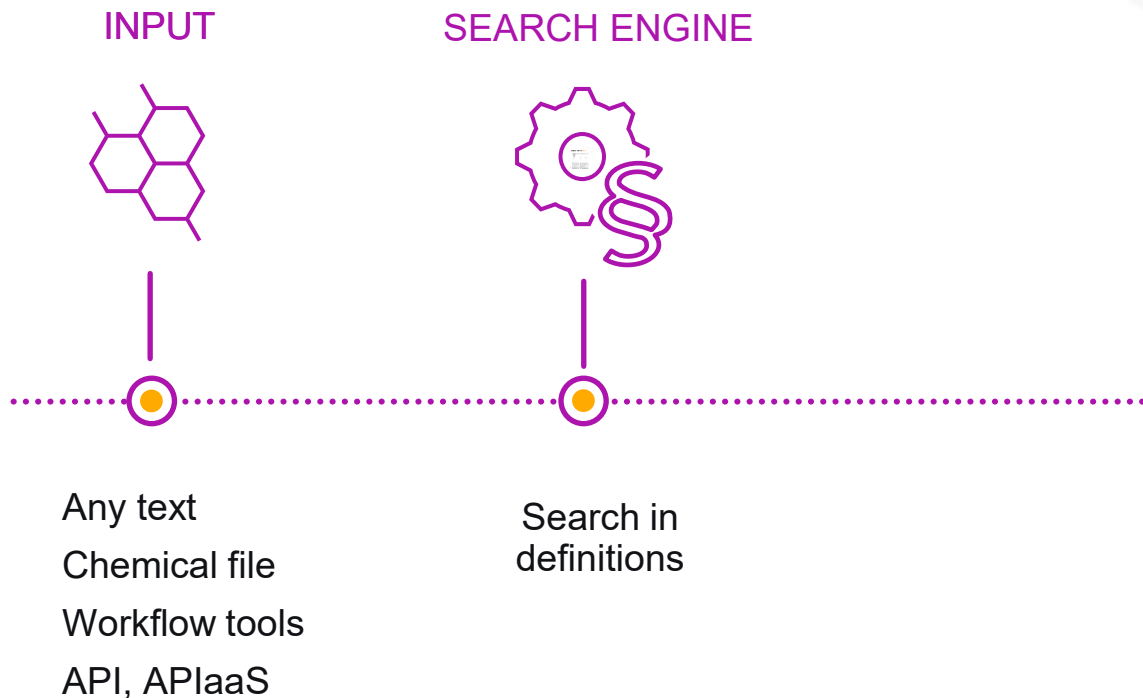 INPUT
SEARCH ENGINE
§
Any text
Chemical file
Workflow tools
API, APIaaS
Search in
definitions